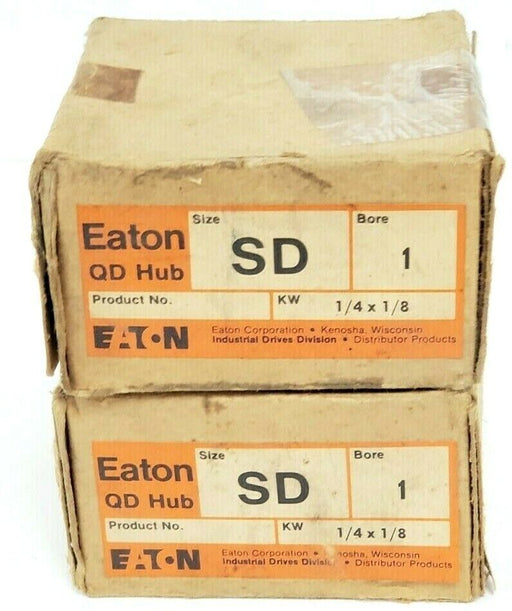 Eaton
QD Hub
Size
SD
Bore
1
Product No.
KW
1/4 x 1/8
EATON
Eaton Corporation • Kenosha, Wisconsin
Industrial Drives Division • Distributor Products
Eaton
QD Hub
Size
SD
Bore
1
Product No.
KW
1/4 x 1/8
EATON
Eaton Corporation • nosha, Wisconsin
Industrial Drives Divisi • Distributor Products